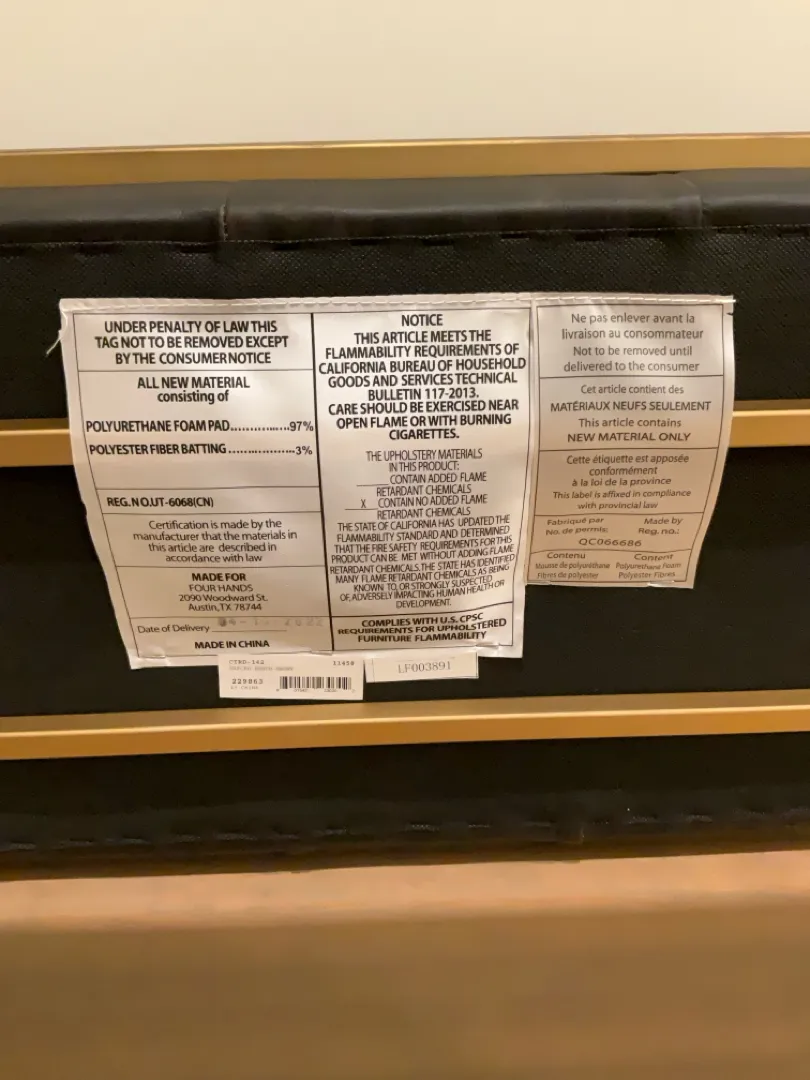 UNDER PENALTY OF LAW THIS
TAG NOT TO BE REMOVED EXCEPT
BY THE CONSUMER NOTICE
ALL NEW MATERIAL
consisting of
POLYURETHANE FOAM PAD..............97%
POLYESTER FIBER BATTING..................3%
REG. NO.UT-6068(CN)
Certification is made by the
manufacturer that the materials in
this article are described in
accordance with law
MADE FOR
FOUR HANDS
2090 Woodward St.
Austin, TX 78744
Date of Delivery
MADE IN CHINA
NOTICE
THIS ARTICLE MEETS THE
FLAMMABILITY REQUIREMENTS OF
CALIFORNIA BUREAU OF HOUSEHOLD
GOODS AND SERVICES TECHNICAL
BULLETIN 117-2013.
CARE SHOULD BE EXERCISED NEAR
OPEN FLAME OR WITH BURNING
CIGARETTES.
THE UPHOLSTERY MATERIALS
IN THIS PRODUCT:
____ CONTAIN ADDED FLAME
RETARDANT CHEMICALS
X CONTAIN NO ADDED FLAME
RETARDANT CHEMICALS
THE STATE OF CALIFORNIA HAS UPDATED THE
FLAMMABILITY STANDARD AND DETERMINED
THAT THE FIRE SAFETY REQUIREMENTS FOR THIS
PRODUCT CAN BE MET WITHOUT ADDING FLAME
RETARDANT CHEMICALS. THE STATE HAS IDENTIFIED
MANY FLAME RETARDANT CHEMICALS AS BEING
KNOWN TO, OR STRONGLY SUSPECTED
OF, ADVERSELY IMPACTING HUMAN HEALTH OR
DEVELOPMENT.
COMPLIES WITH U.S. CPSC
REQUIREMENTS FOR UPHOLSTERED
FURNITURE FLAMMABILITY
Ne pas enlever avant la
livraison au consommateur
Not to be removed until
delivered to the consumer
Cet article contient des
MATÉRIAUX NEUFS SEULEMENT
This article contains
NEW MATERIAL ONLY
Cette étiquette est apposée
conformément
à la loi de la province
This label is affixed in compliance
with provincial law
Fabriqué par Made by
No. de permis: Reg. no.:
QC066686
Contenu Content
Mousse de polyuréthane Polyurethane Foam
Fibres de polyester Polyester Fibres
CTRD-142 11458
229863
LF003891